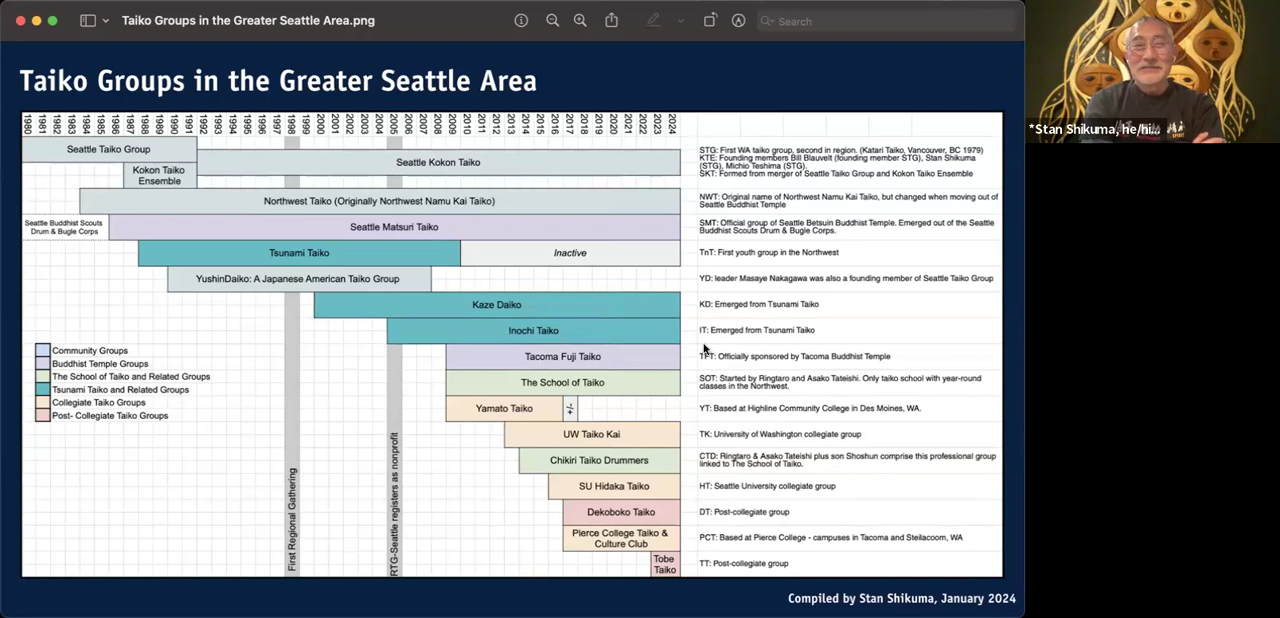 Taiko Groups in the Greater Seattle Area.png
Search
Taiko Groups in the Greater Seattle Area
1980 1981 1982 1983 1984 1985 1986 1987 1988 1989 1990 1991 1992 1993 1994 1995 1996 1997 1998 1999 2000 2001 2002 2003 2004 2005 2006 2007 2008 2009 2010 2011 2012 2013 2014 2015 2016 2017 2018 2019 2020 2021 2022 2023 2024
Seattle Taiko Group
Kokon Taiko
Ensemble
Seattle Kokon Taiko
STG: First WA taiko group, second in region. (Katari Taiko, Vancouver, BC 1979)
KTE: Founding members Bill Blauvelt (founding member STG), Stan Shikuma
(STG), Michio Teshima (STG).
SKT: Formed from merger of Seattle Taiko Group and Kokon Taiko Ensemble
Northwest Taiko (Originally Northwest Namu Kai Taiko)
NWT: Original name of Northwest Namu Kai Taiko, but changed when moving out of
Seattle Buddhist Temple
Seattle Buddhist Scouts
Drum & Bugle Corps
Seattle Matsuri Taiko
SMT: Official group of Seattle Betsuin Buddhist Temple. Emerged out of the Seattle
Buddhist Scouts Drum & Bugle Corps.
Tsunami Taiko
Inactive
TnT: First youth group in the Northwest
YushinDaiko: A Japanese American Taiko Group
YD: leader Masaye Nakagawa was also a founding member of Seattle Taiko Group
Kaze Daiko
KD: Emerged from Tsunami Taiko
Inochi Taiko
IT: Emerged from Tsunami Taiko
Tacoma Fuji Taiko
TFT: Officially sponsored by Tacoma Buddhist Temple
The School of Taiko
SOT: Started by Ringtaro and Asako Tateishi. Only taiko school with year-round
classes in the Northwest.
Yamato Taiko
-/+
YT: Based at Highline Community College in Des Moines, WA.
UW Taiko Kai
TK: University of Washington collegiate group
Chikiri Taiko Drummers
CTD: Ringtaro & Asako Tateishi plus son Shoshun comprise this professional group
linked to The School of Taiko.
SU Hidaka Taiko
HT: Seattle University collegiate group
Dekoboko Taiko
DT: Post-collegiate group
Pierce College Taiko &
Culture Club
PCT: Based at Pierce College - campuses in Tacoma and Steilacoom, WA
Tobe
Taiko
TT: Post-collegiate group
Community Groups
Buddhist Temple Groups
The School of Taiko and Related Groups
Tsunami Taiko and Related Groups
Collegiate Taiko Groups
Post- Collegiate Taiko Groups
First Regional Gathering
RTG-Seattle registers as nonprofit
Compiled by Stan Shikuma, January 2024
*Stan Shikuma, he/hi...